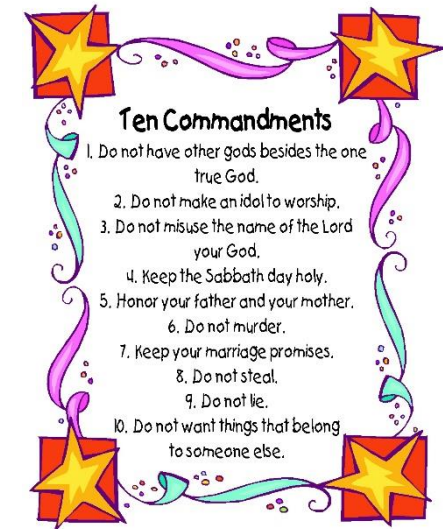 Ten Commandments
1. Do not have other gods besides the one
true God.
2. Do not make an idol to worship.
3. Do not misuse the name of the Lord
your God.
4. Keep the Sabbath day holy.
5. Honor your father and your mother.
6. Do not murder.
7. Keep your marriage promises.
8. Do not steal.
9. Do not lie.
10. Do not want things that belong
to someone else.